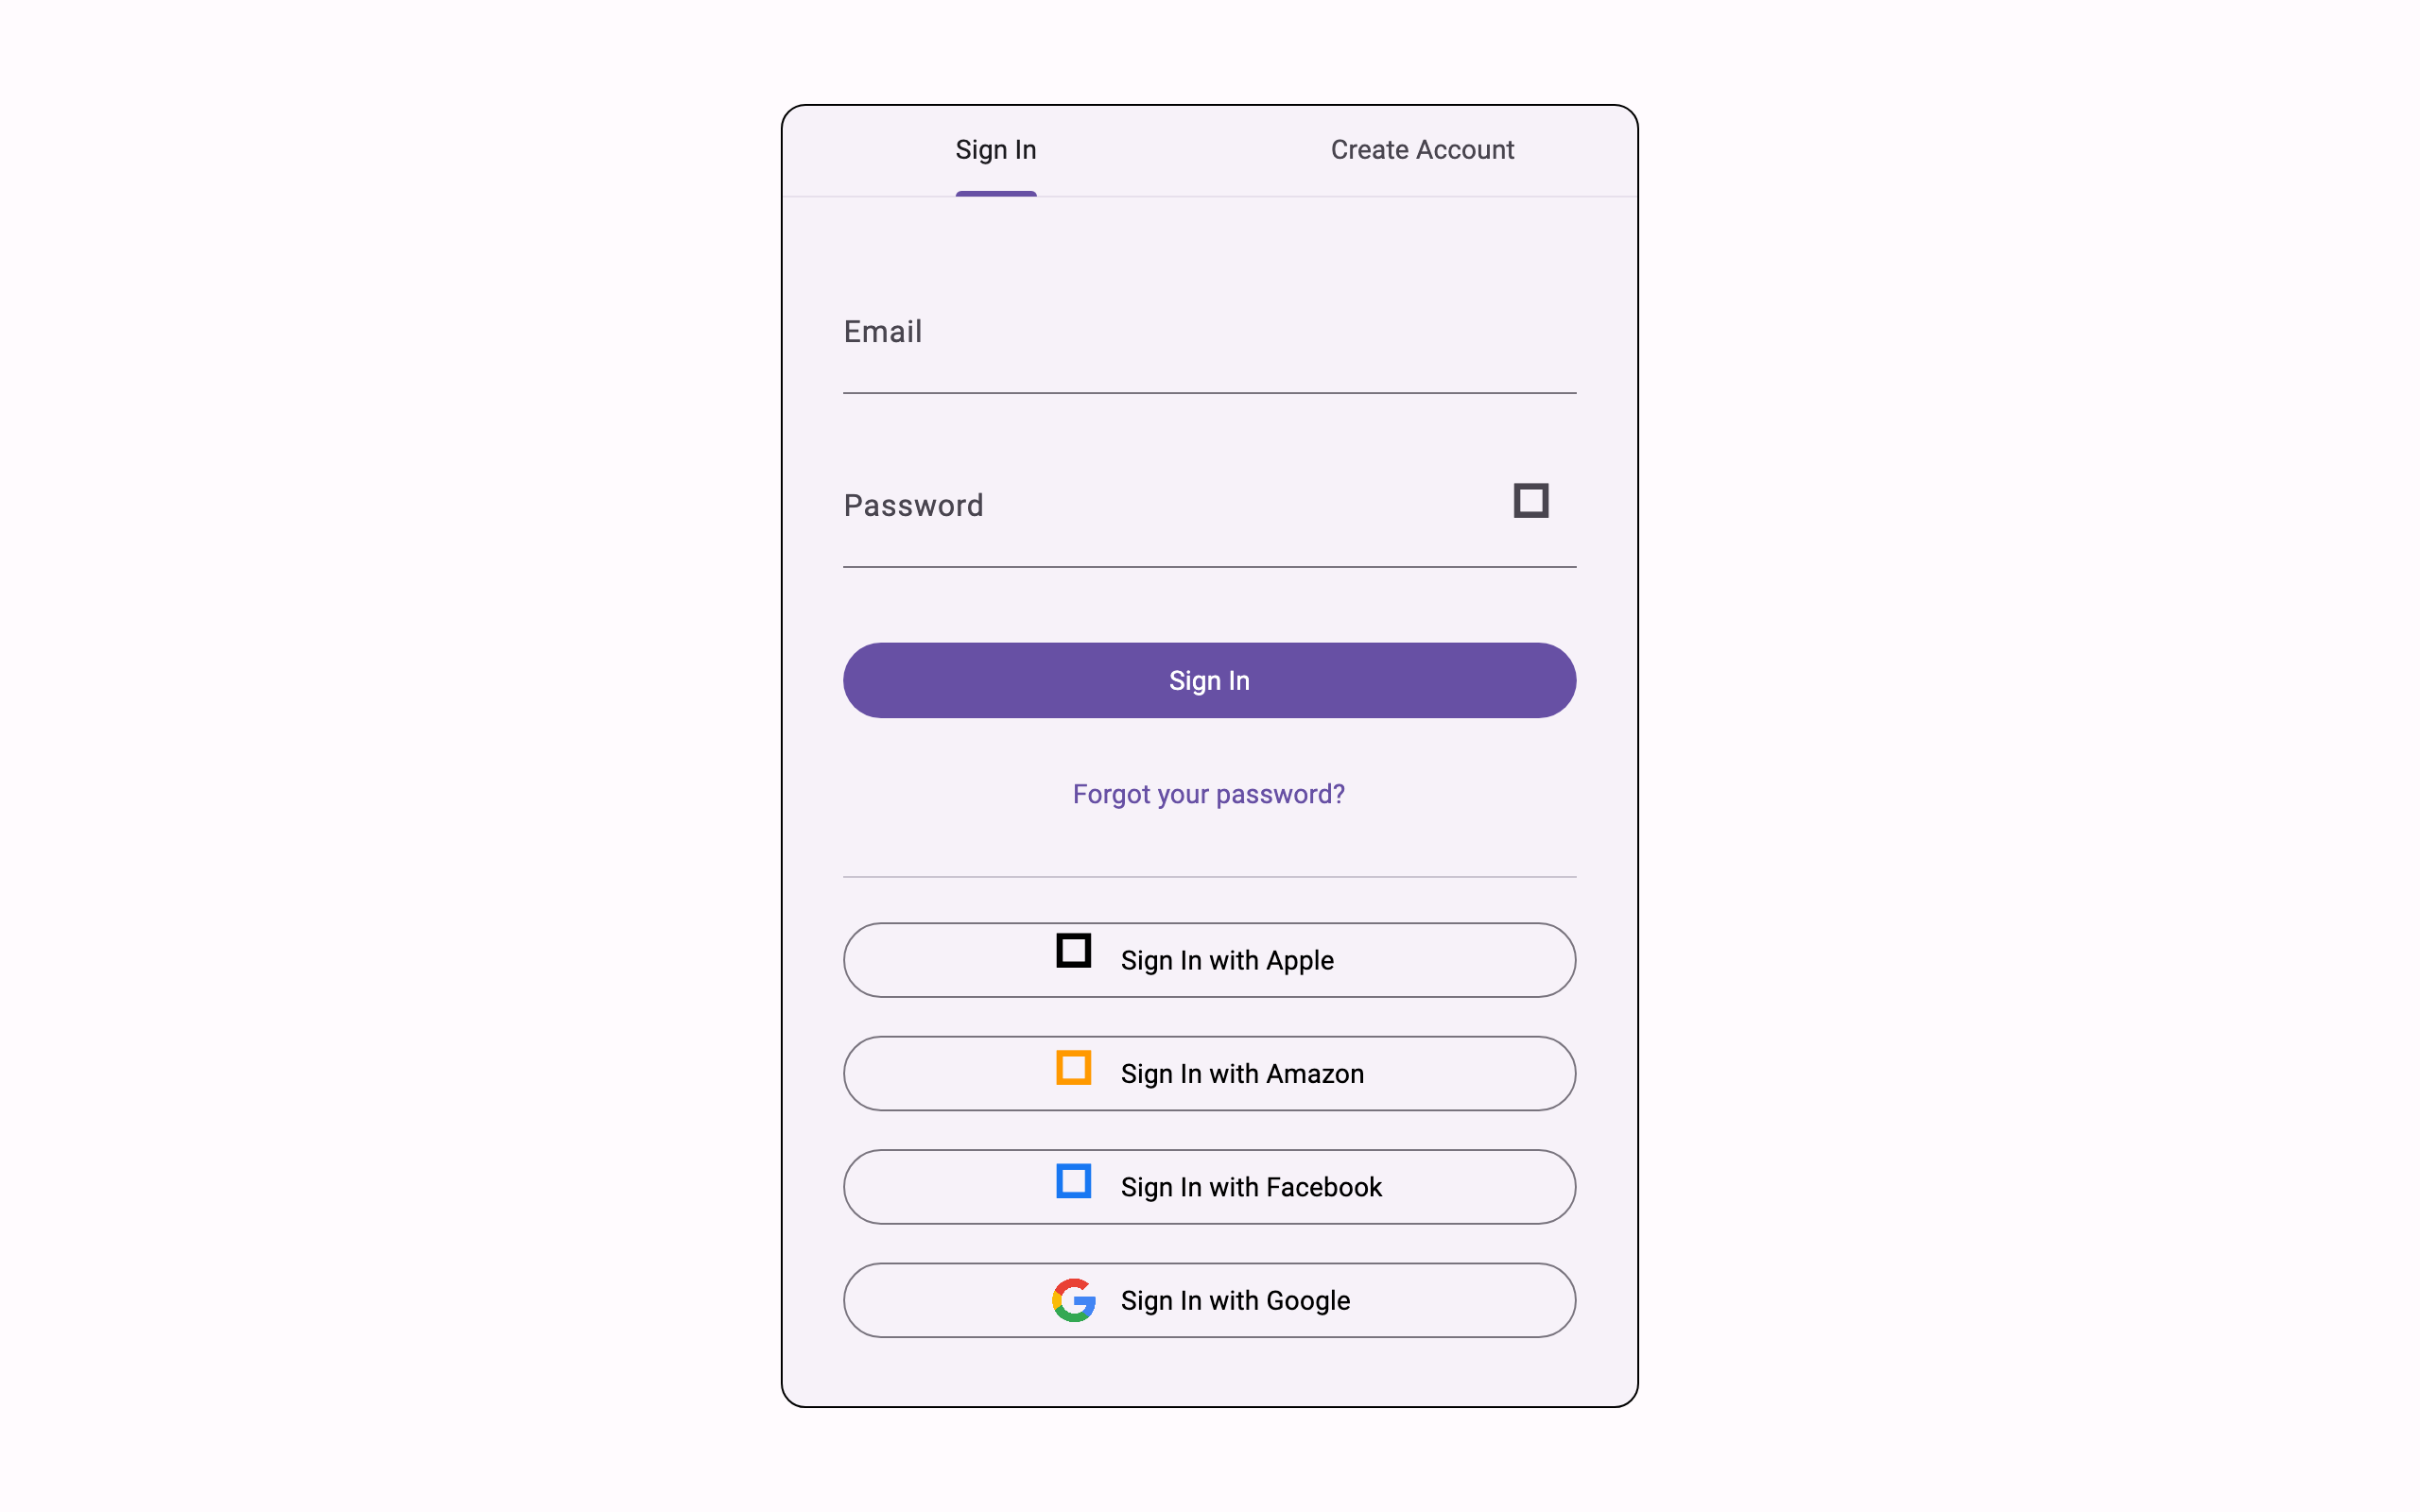 Sign In
Create Account
Email
Password
Sign In
Forgot your password?
Sign In with Apple
Sign In with Amazon
Sign In with Facebook
Sign In with Google